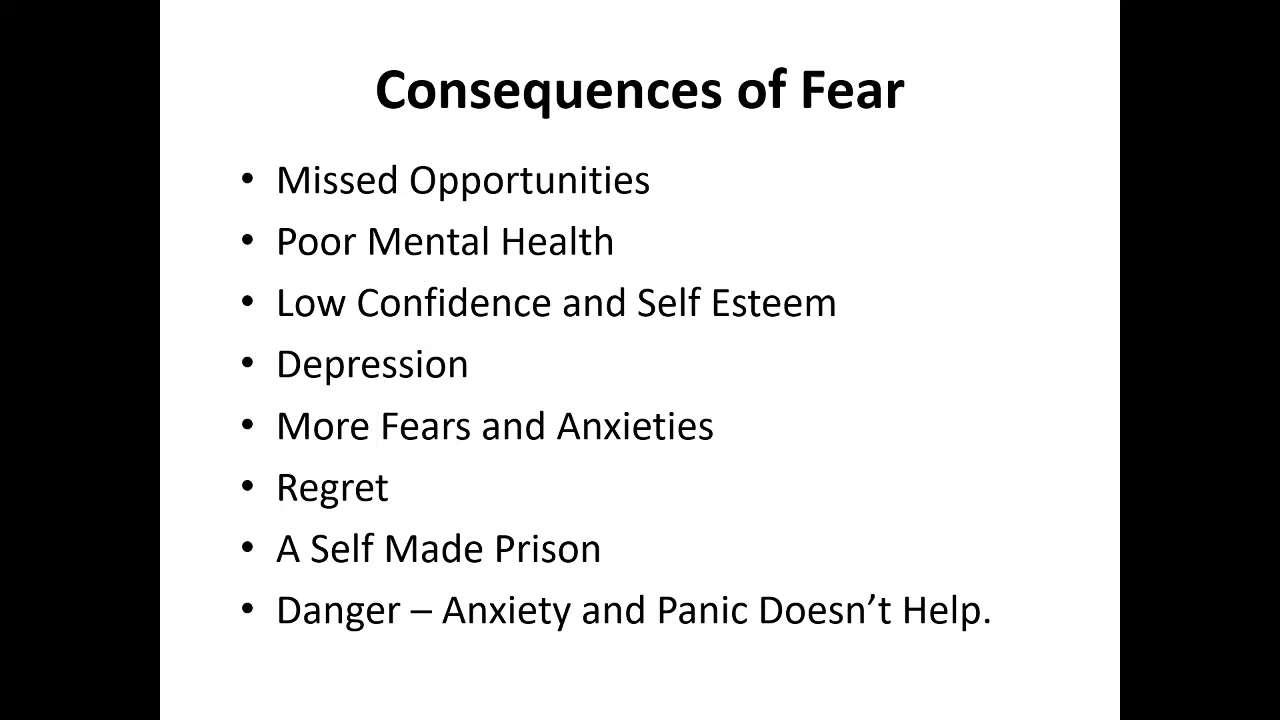 Consequences of Fear
• Missed Opportunities
• Poor Mental Health
• Low Confidence and Self Esteem
• Depression
• More Fears and Anxieties
• Regret
• A Self Made Prison
• Danger – Anxiety and Panic Doesn’t Help.